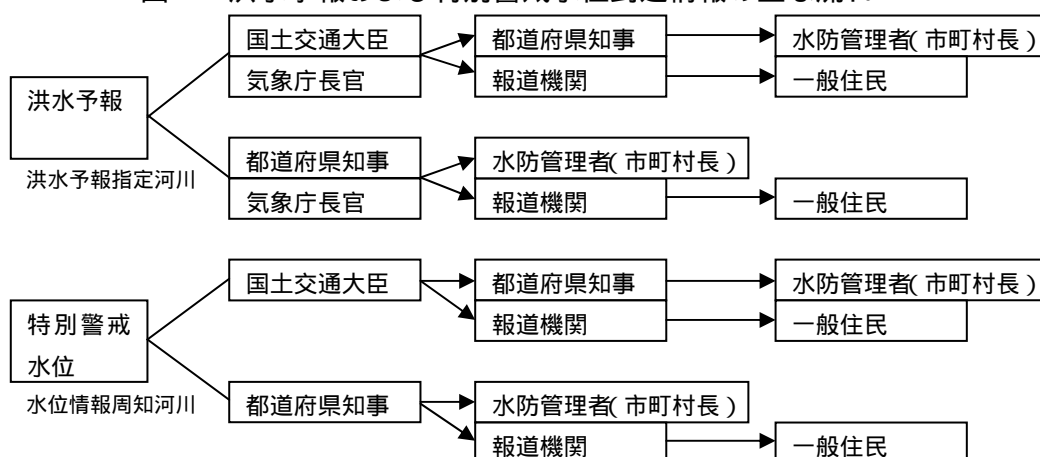 国土交通大臣 都道府県知事 水防管理者(市町村長)
気象庁長官 報道機関 一般住民
洪水予報
洪水予報指定河川
都道府県知事 水防管理者(市町村長)
気象庁長官 報道機関 一般住民
国土交通大臣 都道府県知事 水防管理者(市町村長)
報道機関 一般住民
特別警戒
水位
水位情報周知河川
都道府県知事 水防管理者(市町村長)
報道機関 一般住民